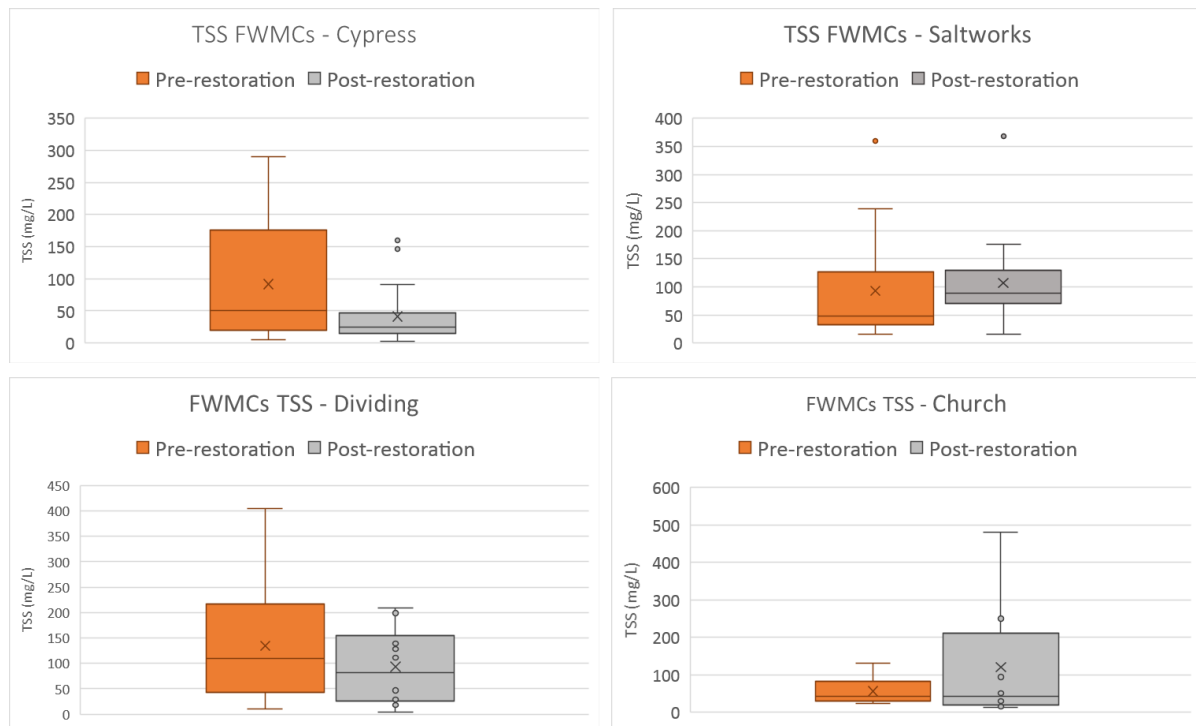 TSS FWMCs - Cypress
Pre-restoration Post-restoration
350
300
250
200
150
100
50
0
TSS (mg/L)
TSS FWMCs - Saltworks
Pre-restoration Post-restoration
400
350
300
250
200
150
100
50
0
TSS (mg/L)
FWMCs TSS - Dividing
Pre-restoration Post-restoration
450
400
350
300
250
200
150
100
50
0
TSS (mg/L)
FWMCs TSS - Church
Pre-restoration Post-restoration
600
500
400
300
200
100
0
TSS (mg/L)